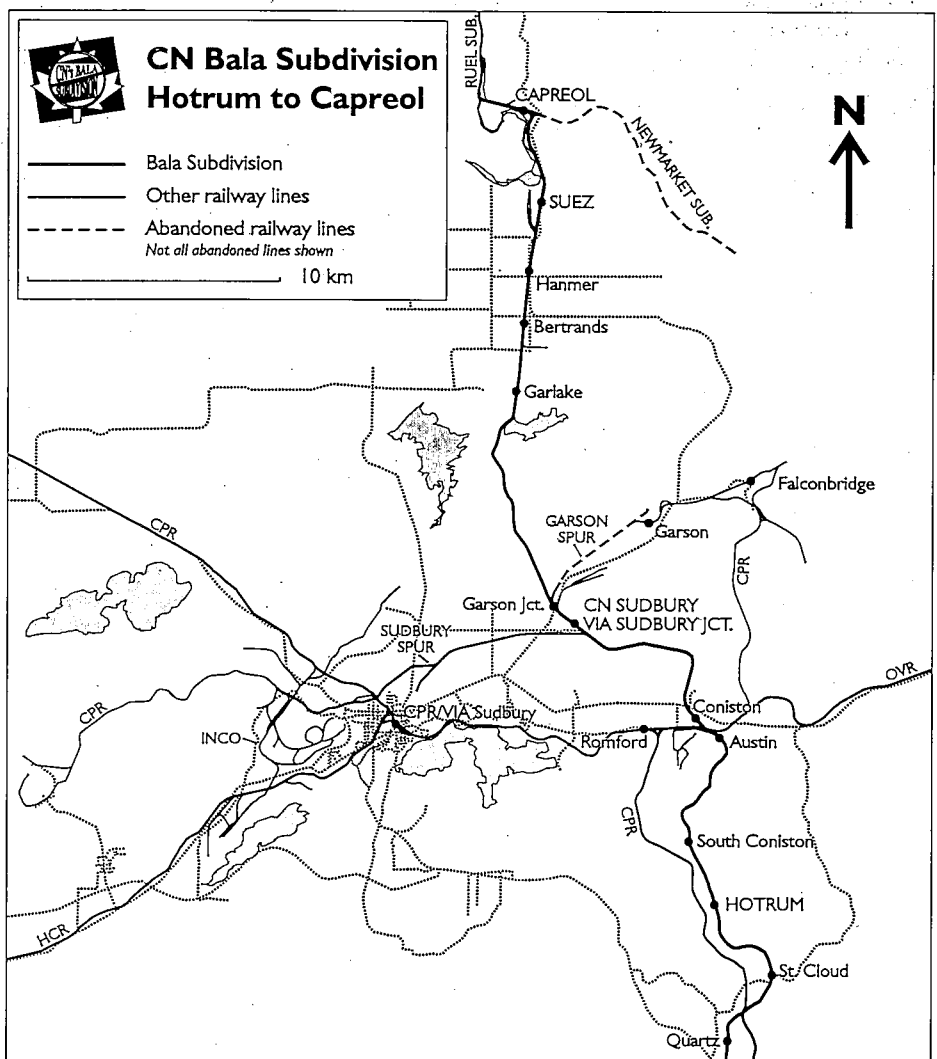 CN'S BALA
SUBDIVISION
CN Bala Subdivision
Hotrum to Capreol
Bala Subdivision
Other railway lines
Abandoned railway lines
Not all abandoned lines shown
10 km
N
RUEL SUB.
CAPREOL
NEWMARKET SUB.
SUEZ
Hanmer
Bertrands
Garlake
Falconbridge
GARSON
SPUR
Garson
CPR
CPR
Garson Jct.
CN SUDBURY
VIA SUDBURY JCT.
SUDBURY
SPUR
OVR
CPR
CPR/VIA Sudbury
Coniston
INCO
Romford
Austin
CPR
South Coniston
HOTRUM
HCR
St. Cloud
Quartz